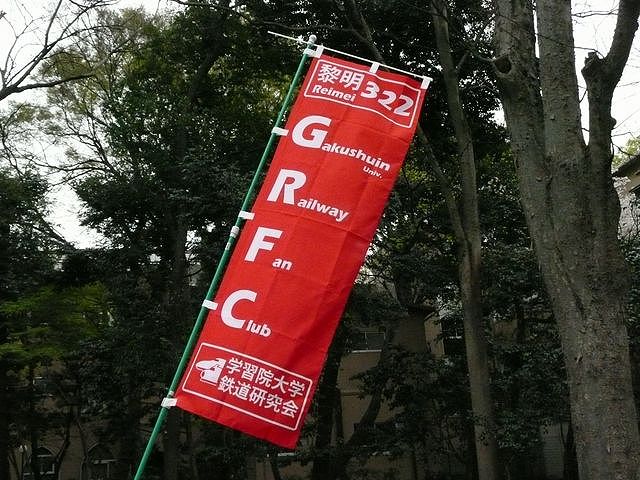 黎明 322
Reimei
Gakushuin
Univ.
Railway
Fan
Club
学習院大学
鉄道研究会